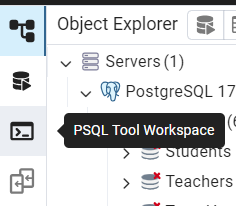 Object Explorer
Servers (1)
PostgreSQL 17
PSQL Tool Workspace
Students
Teachers